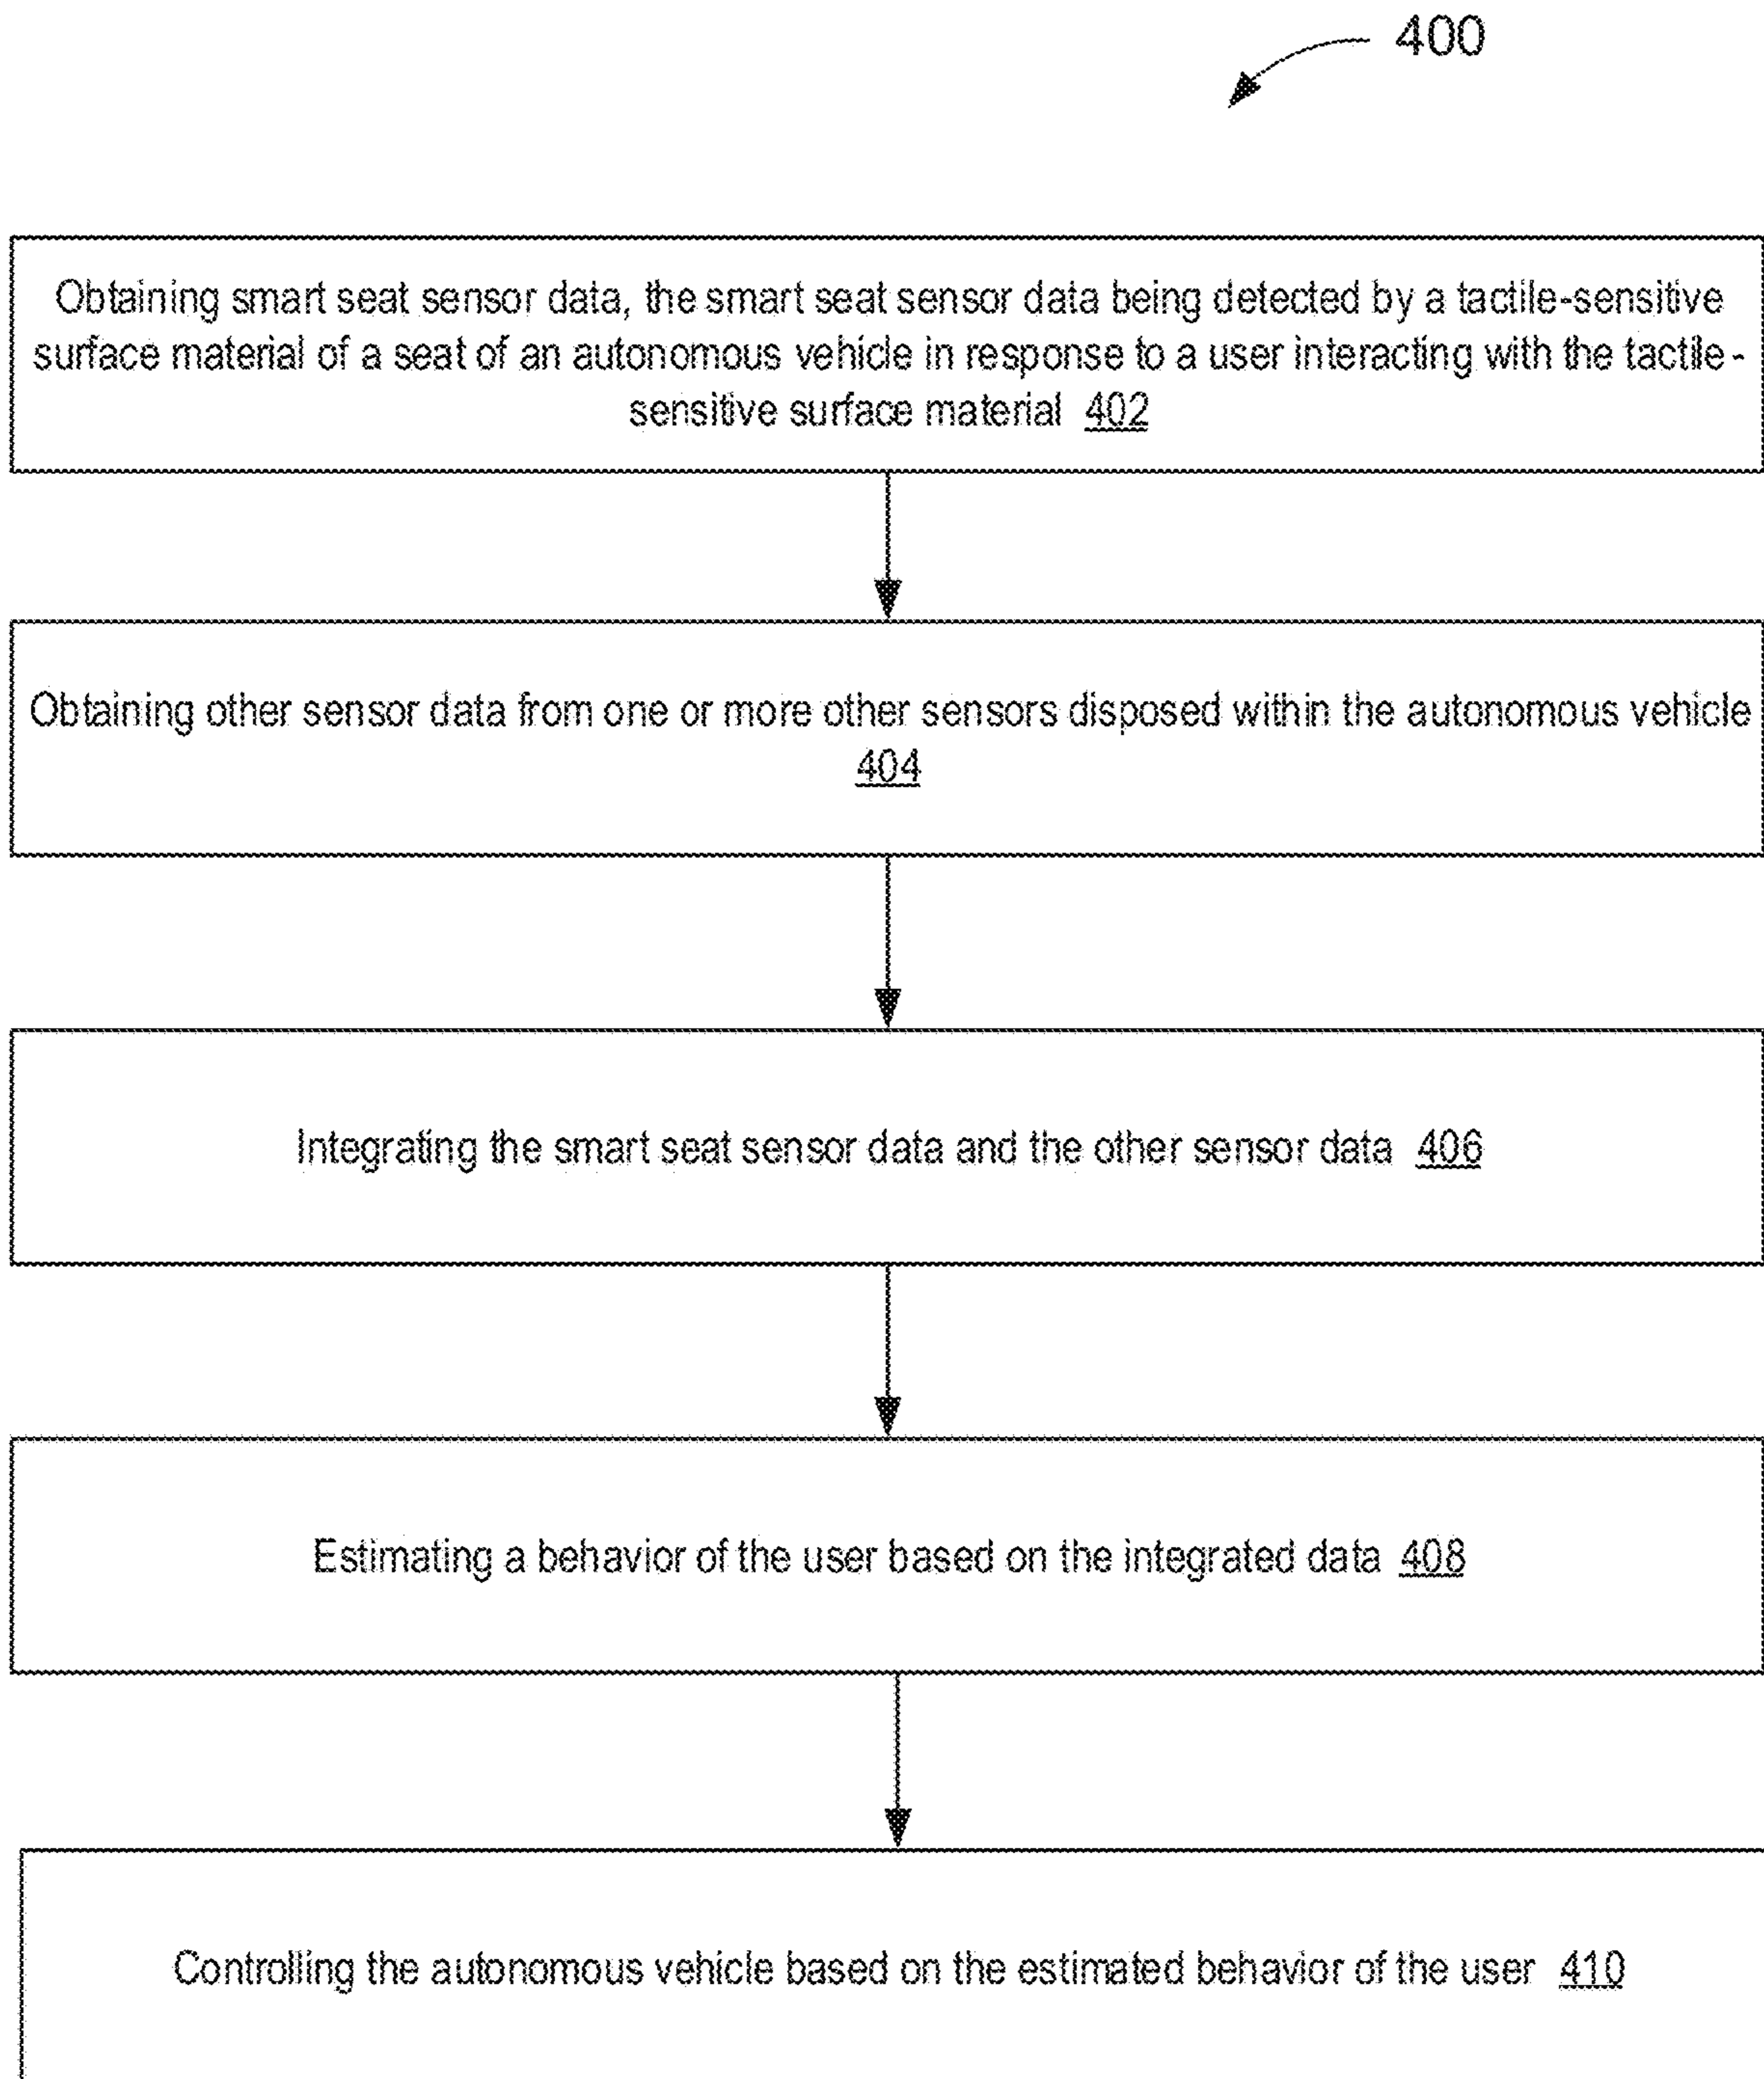 400
Obtaining smart seat sensor data, the smart seat sensor data being detected by a tactile-sensitive
surface material of a seat of an autonomous vehicle in response to a user interacting with the tactile-
sensitive surface material 402
Obtaining other sensor data from one or more other sensors disposed within the autonomous vehicle
404
Integrating the smart seat sensor data and the other sensor data 406
Estimating a behavior of the user based on the integrated data 408
Controlling the autonomous vehicle based on the estimated behavior of the user 410